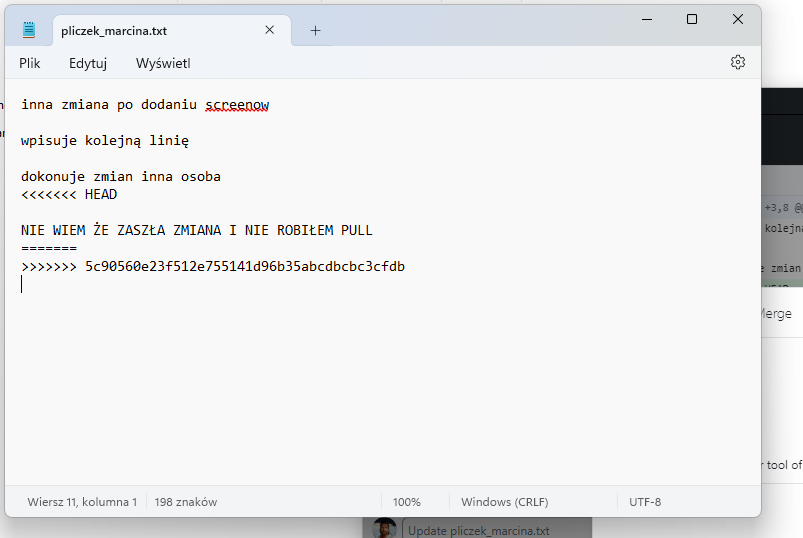 pliczek_marcina.txt
Plik Edytuj Wyświetl
inna zmiana po dodaniu screenow
wpisuje kolejną linię
dokonuje zmian inna osoba
<<<<<<< HEAD
NIE WIEM ŻE ZASZŁA ZMIANA I NIE ROBIŁEM PULL
=======
>>>>>>> 5c90560e23f512e755141d96b35abcdbcbc3cfdb
Wiersz 11, kolumna 1 198 znaków 100% Windows (CRLF) UTF-8
+3,8 @
kolejn
zmian
Merge
tool of
Update pliczek_marcina.txt